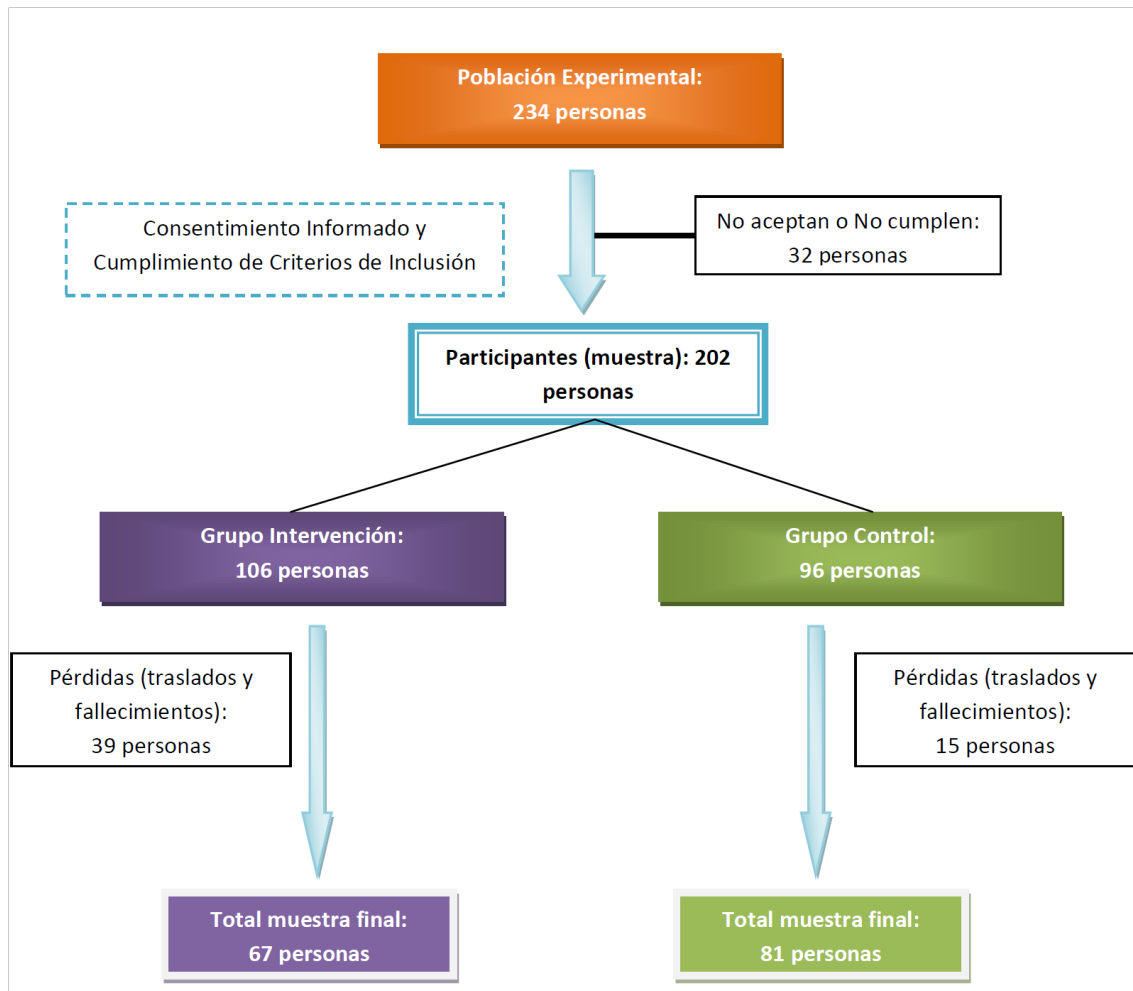 Población Experimental:
234 personas
Consentimiento Informado y
Cumplimiento de Criterios de Inclusión
No aceptan o No cumplen:
32 personas
Participantes (muestra): 202
personas
Grupo Intervención:
106 personas
Grupo Control:
96 personas
Pérdidas (traslados y
fallecimientos):
39 personas
Pérdidas (traslados y
fallecimientos):
15 personas
Total muestra final:
67 personas
Total muestra final:
81 personas